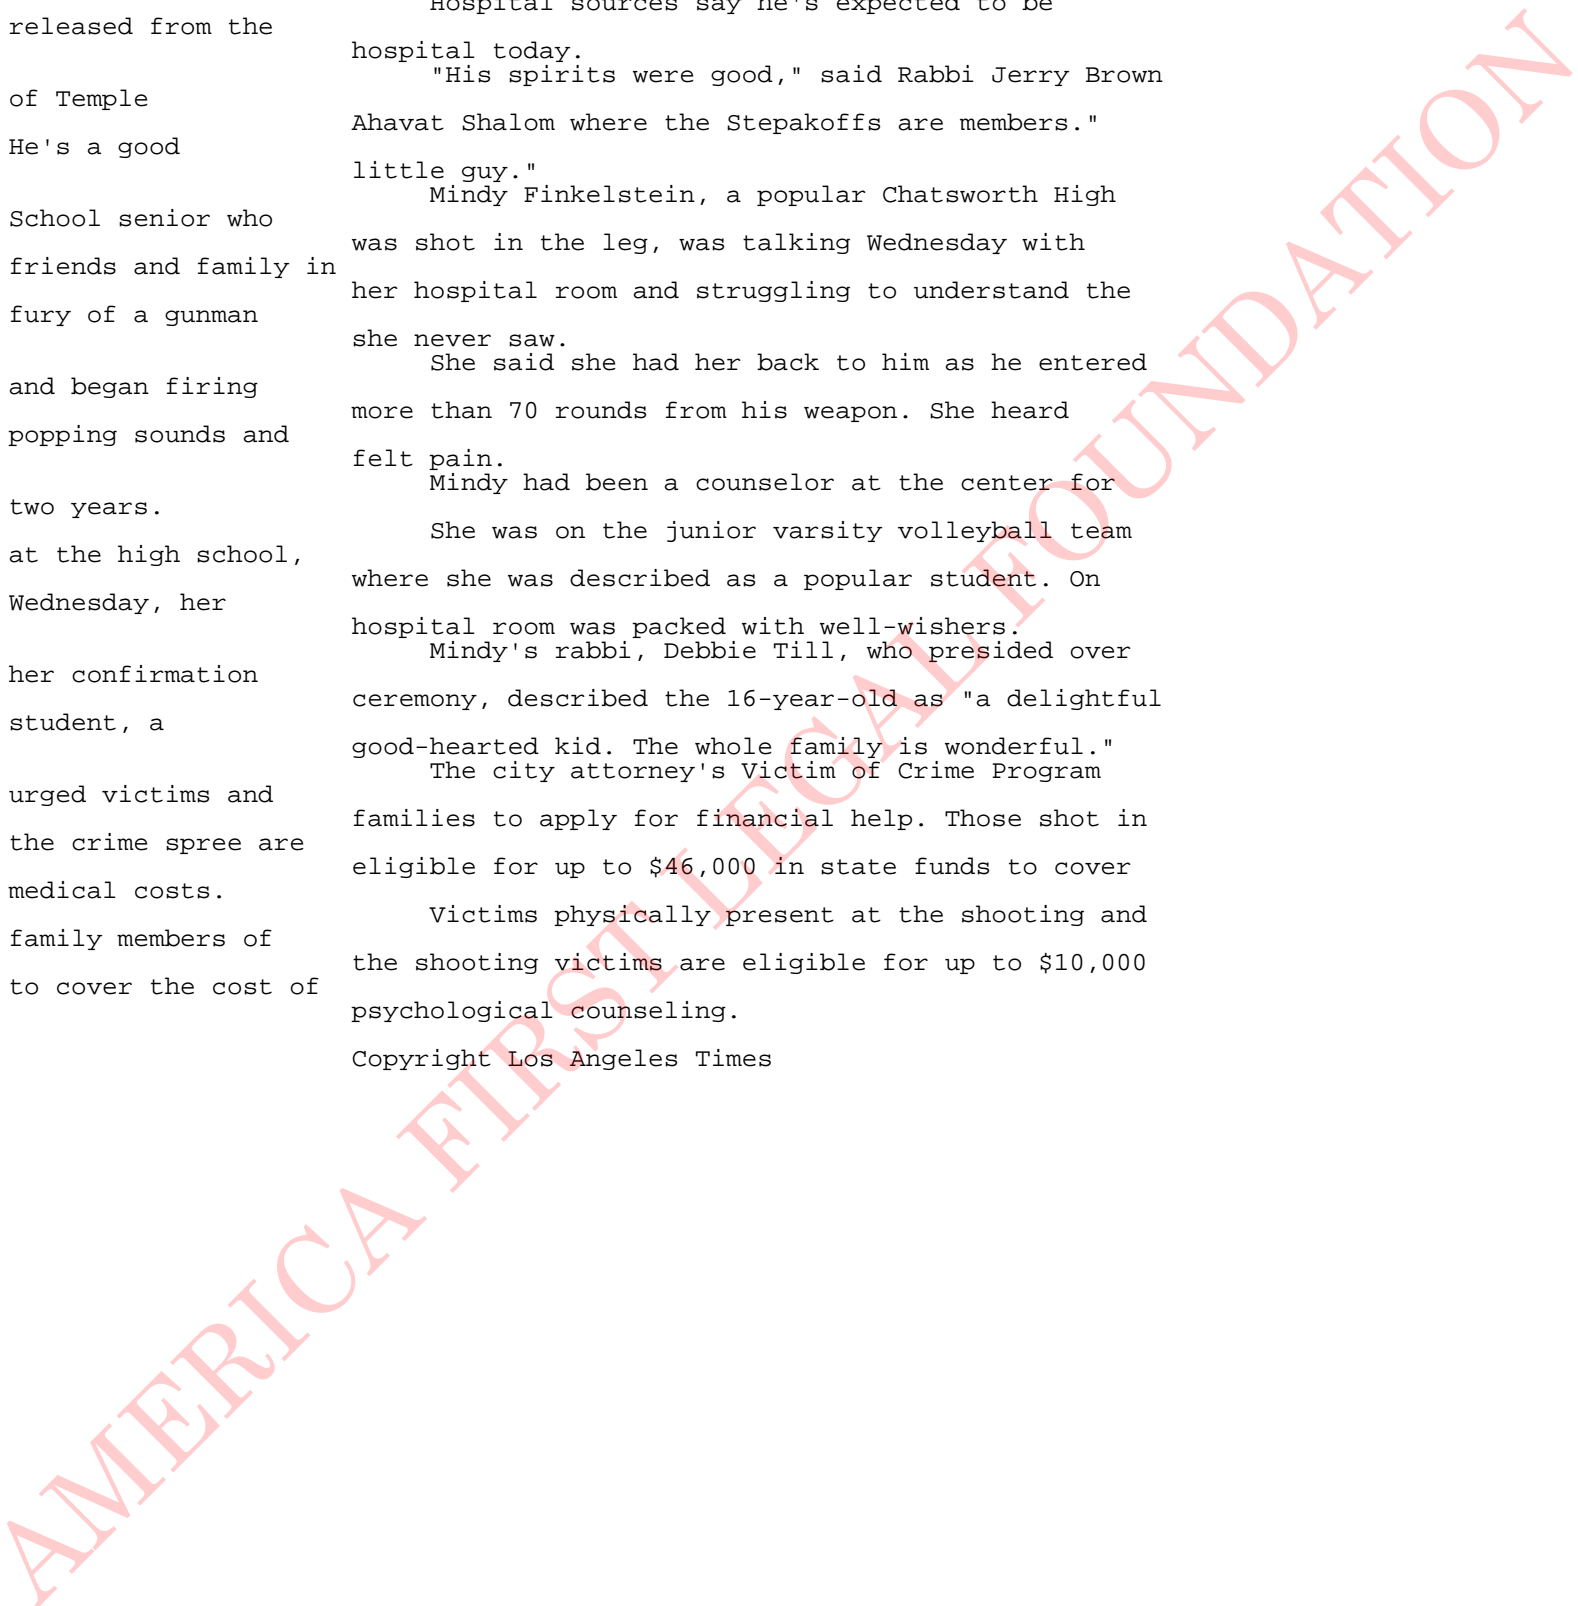 Hospital sources say he's expected to be
released from the
hospital today.
"His spirits were good," said Rabbi Jerry Brown
of Temple
Ahavat Shalom where the Stepakoffs are members."
He's a good
little guy."
Mindy Finkelstein, a popular Chatsworth High
School senior who
was shot in the leg, was talking Wednesday with
friends and family in
her hospital room and struggling to understand the
fury of a gunman
she never saw.
She said she had her back to him as he entered
and began firing
more than 70 rounds from his weapon. She heard
popping sounds and
felt pain.
Mindy had been a counselor at the center for
two years.
She was on the junior varsity volleyball team
at the high school,
where she was described as a popular student. On
Wednesday, her
hospital room was packed with well-wishers.
Mindy's rabbi, Debbie Till, who presided over
her confirmation
ceremony, described the 16-year-old as "a delightful
student, a
good-hearted kid. The whole family is wonderful."
The city attorney's Victim of Crime Program
urged victims and
families to apply for financial help. Those shot in
the crime spree are
eligible for up to $46,000 in state funds to cover
medical costs.
Victims physically present at the shooting and
family members of
the shooting victims are eligible for up to $10,000
to cover the cost of
psychological counseling.
Copyright Los Angeles Times
AMERICA FIRST LEGAL FOUNDATION